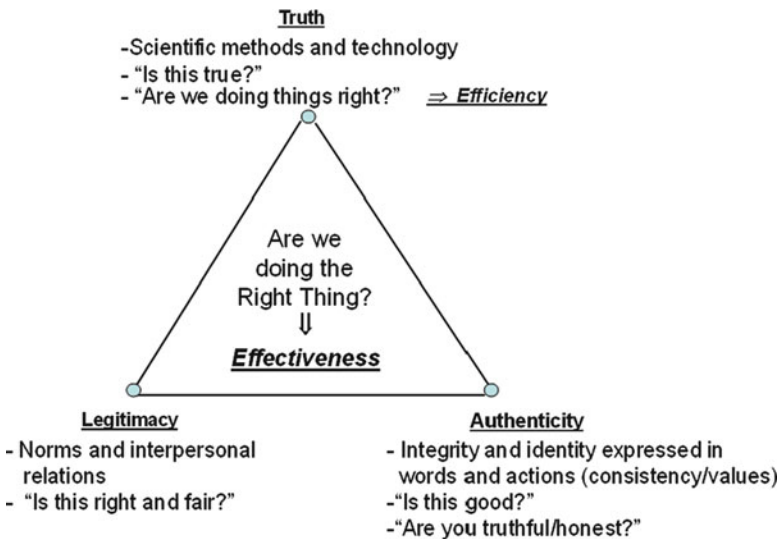 Truth
-Scientific methods and technology
- “Is this true?”
- “Are we doing things right?” ⇒ Efficiency
Are we
doing the
Right Thing?
⇓
Effectiveness
Legitimacy
- Norms and interpersonal
relations
- “Is this right and fair?”
Authenticity
- Integrity and identity expressed in
words and actions (consistency/values)
-“Is this good?”
-“Are you truthful/honest?”